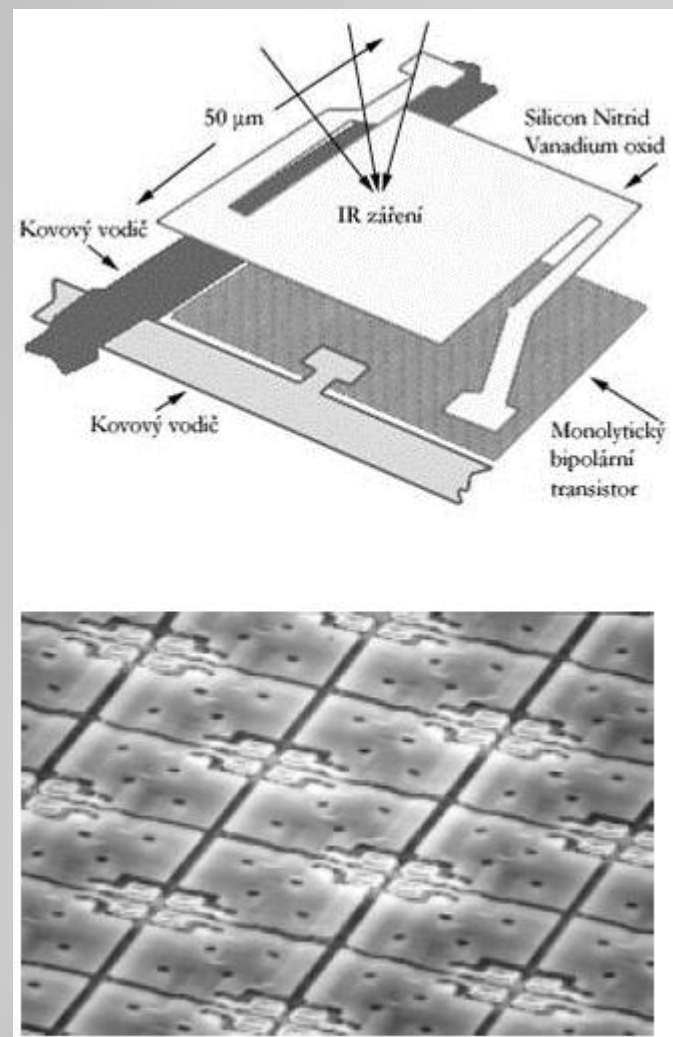 50 µm
Silicon Nitrid
Vanadium oxid
IR záření
Kovový vodič
Kovový vodič
Monolytický
bipolární
transistor